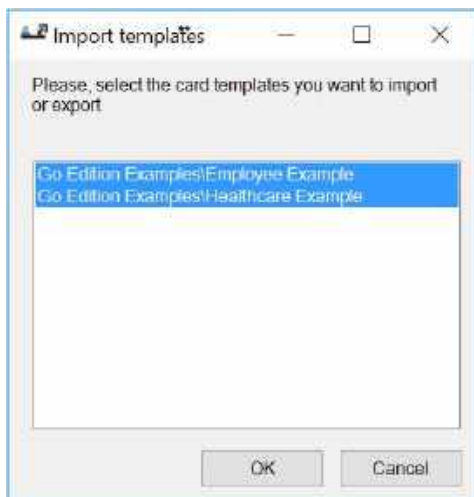 Import templates
Please, select the card templates you want to import
or export
Go Edition Examples\Employee Example
Go Edition Examples\Healthcare Example
OK
Cancel